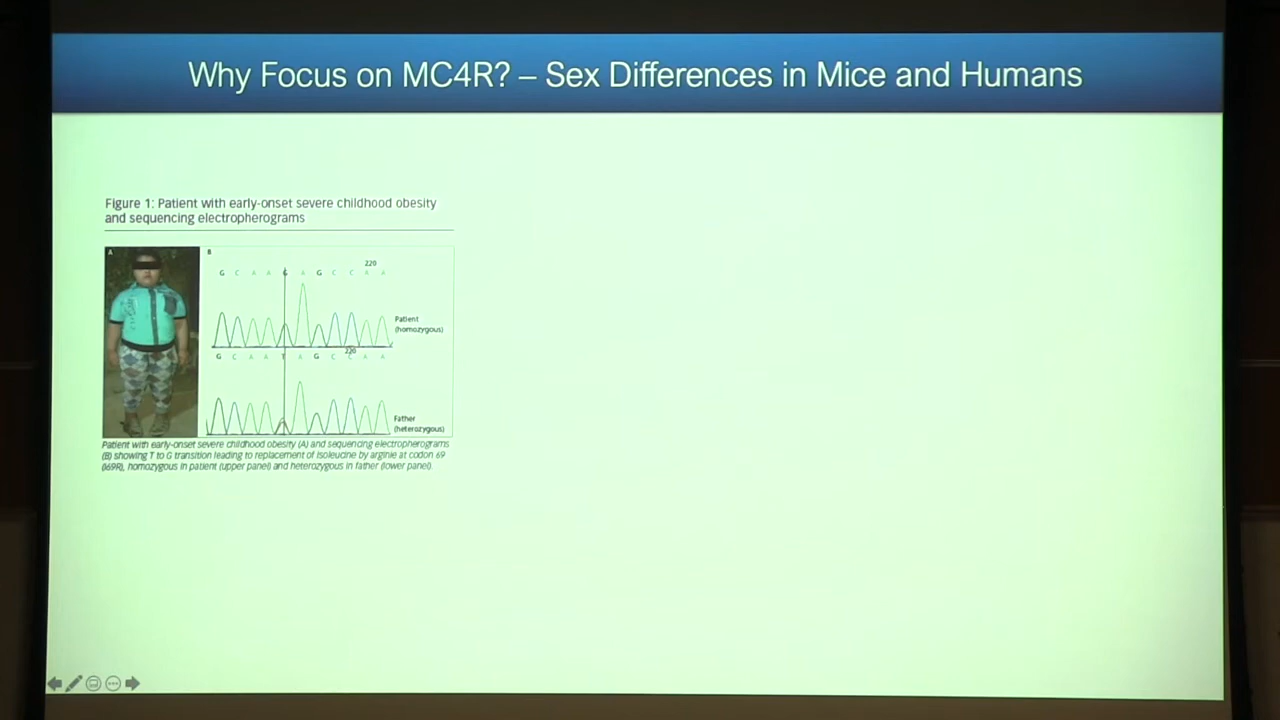 Why Focus on MC4R? – Sex Differences in Mice and Humans
Figure 1: Patient with early-onset severe childhood obesity
and sequencing electropherograms
A
B
220
G C A A G A G C C A A
Patient
(homozygous)
220
G C A A T A G C C A A
Father
(heterozygous)
Patient with early-onset severe childhood obesity (A) and sequencing electropherograms
(B) showing T to G transition leading to replacement of isoleucine by arginie at codon 69
(I69R), homozygous in patient (upper panel) and heterozygous in father (lower panel).